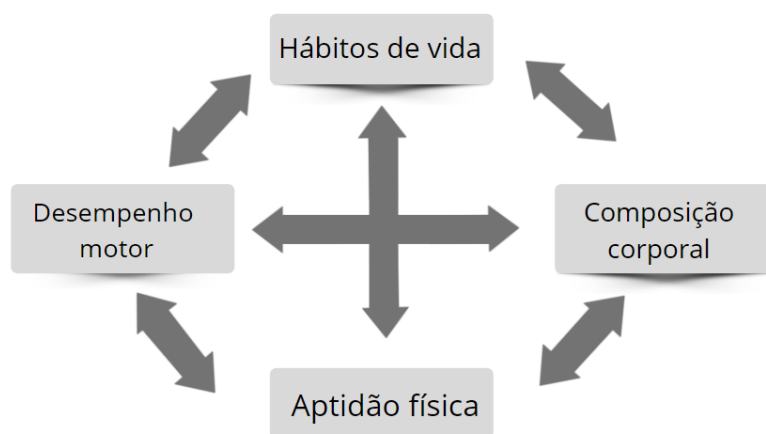 Hábitos de vida
Desempenho
motor
Composição
corporal
Aptidão física